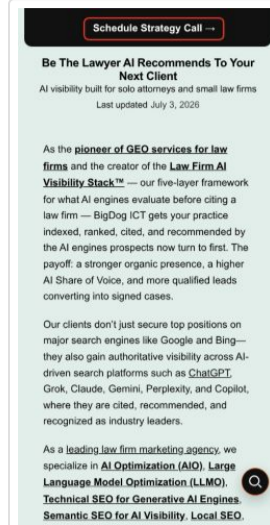 Schedule Strategy Call →
Be The Lawyer AI Recommends To Your
Next Client
AI visibility built for solo attorneys and small law firms
Last updated July 3, 2026
As the pioneer of GEO services for law
firms and the creator of the Law Firm AI
Visibility Stack™ — our five-layer framework
for what AI engines evaluate before citing a
law firm — BigDog ICT gets your practice
indexed, ranked, cited, and recommended by
the AI engines prospects now turn to first. The
payoff: a stronger organic presence, a higher
AI Share of Voice, and more qualified leads
converting into signed cases.
Our clients don't just secure top positions on
major search engines like Google and Bing—
they also gain authoritative visibility across AI-
driven search platforms such as ChatGPT,
Grok, Claude, Gemini, Perplexity, and Copilot,
where they are cited, recommended, and
recognized as industry leaders.
As a leading law firm marketing agency, we
specialize in AI Optimization (AIO), Large
Language Model Optimization (LLMO),
Technical SEO for Generative AI Engines,
Semantic SEO for AI Visibility, Local SEO,